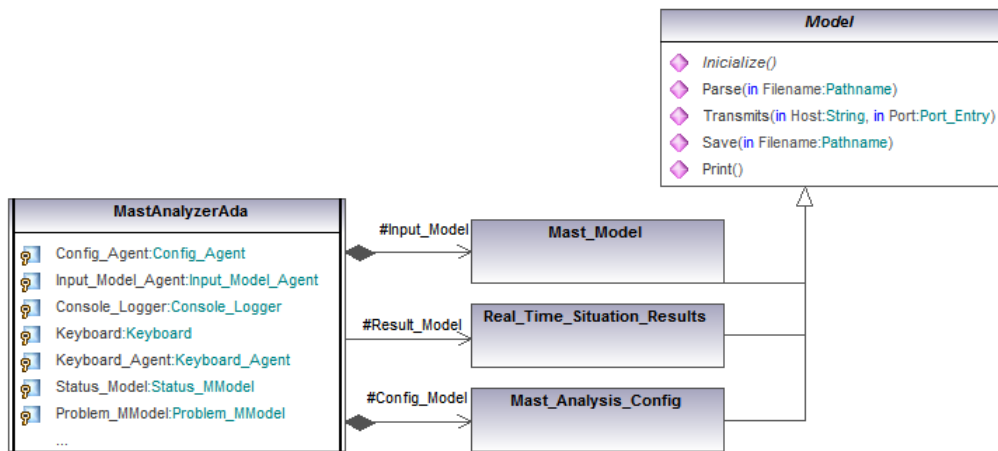 Model
Inicialize()
Parse(in Filename:Pathname)
Transmits(in Host:String, in Port:Port_Entry)
Save(in Filename:Pathname)
Print()
MastAnalyzerAda
Config_Agent:Config_Agent
Input_Model_Agent:Input_Model_Agent
Console_Logger:Console_Logger
Keyboard:Keyboard
Keyboard_Agent:Keyboard_Agent
Status_Model:Status_MModel
Problem_MModel:Problem_MModel
...
#Input_Model
Mast_Model
#Result_Model
Real_Time_Situation_Results
#Config_Model
Mast_Analysis_Config